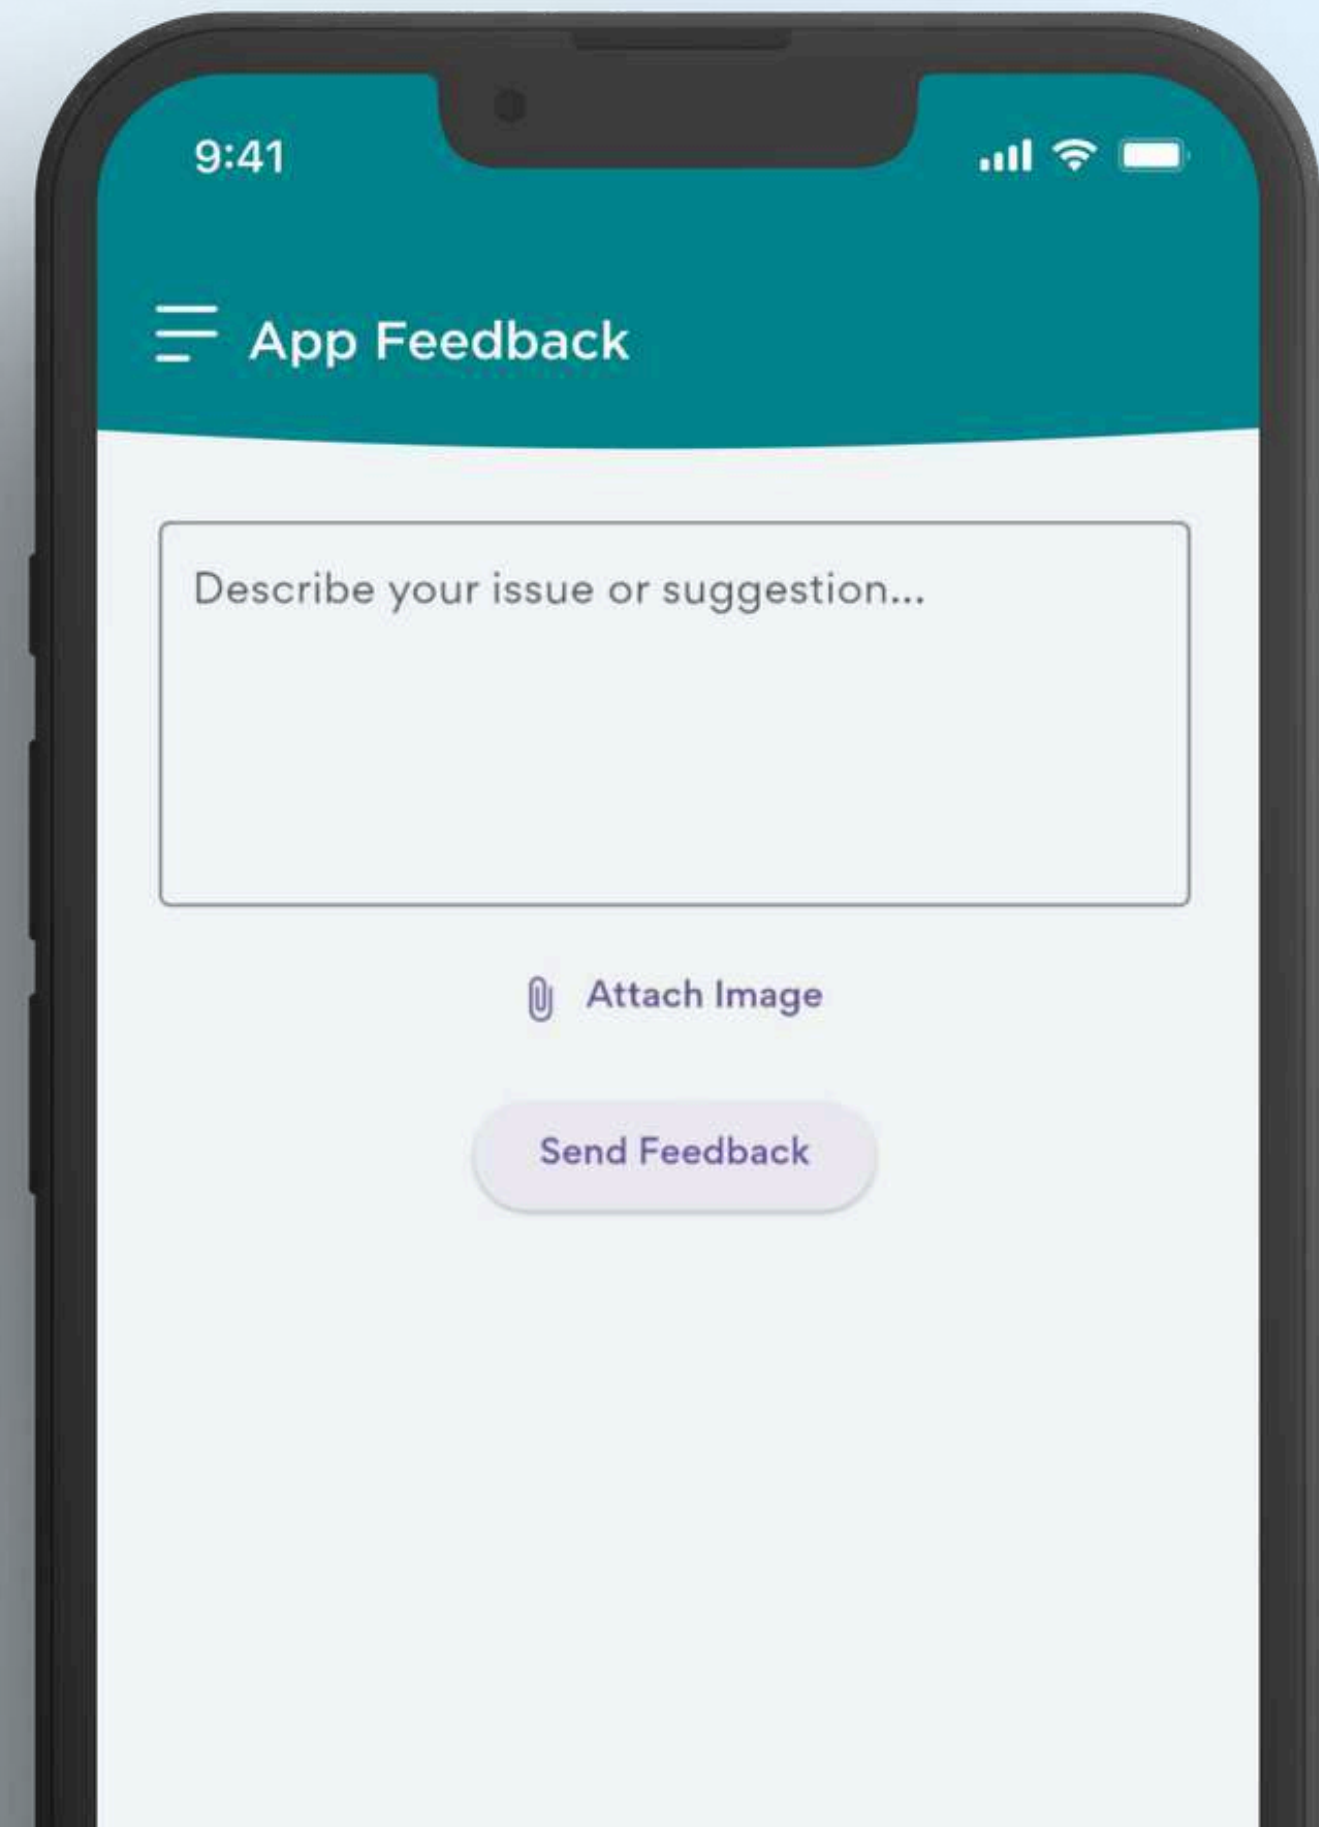 9:41
App Feedback
Describe your issue or suggestion...
Attach Image
Send Feedback